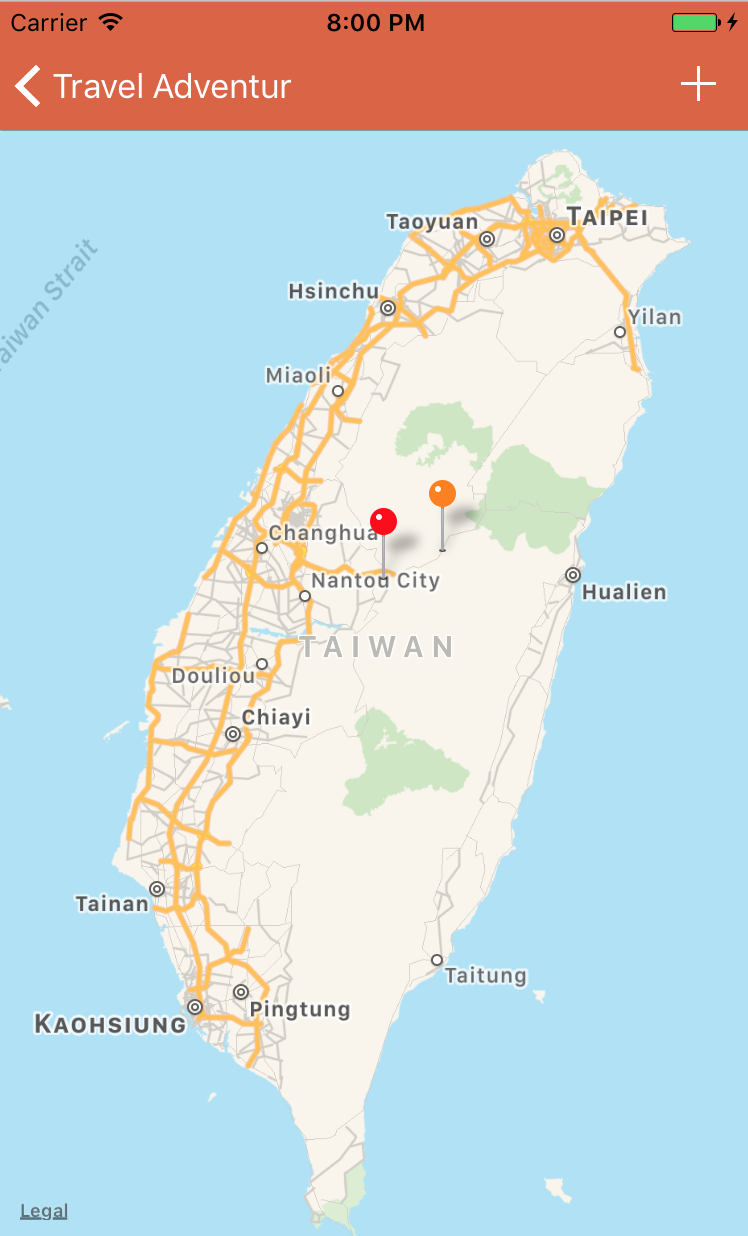 Carrier 8:00 PM
Travel Adventur
TAIPEI
Taoyuan
aiwan Strait
Hsinchu
Yilan
Miaoli
Changhua
Nantou City
Hualien
TAIWAN
Douliou
Chiayi
Tainan
Taitung
Pingtung
KAOHSIUNG
Legal